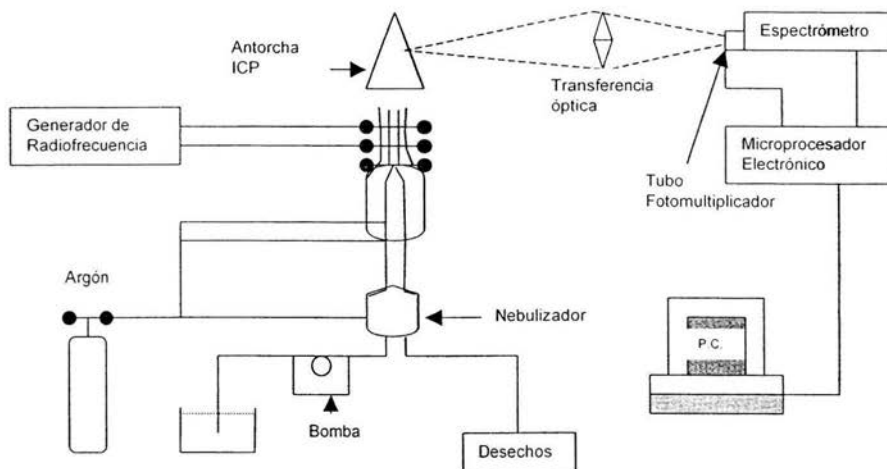 Antorcha
ICP
Espectrómetro
Transferencia
óptica
Generador de
Radiofrecuencia
Microprocesador
Electrónico
Tubo
Fotomultiplicador
Argón
Nebulizador
P.C.
Bomba
Desechos